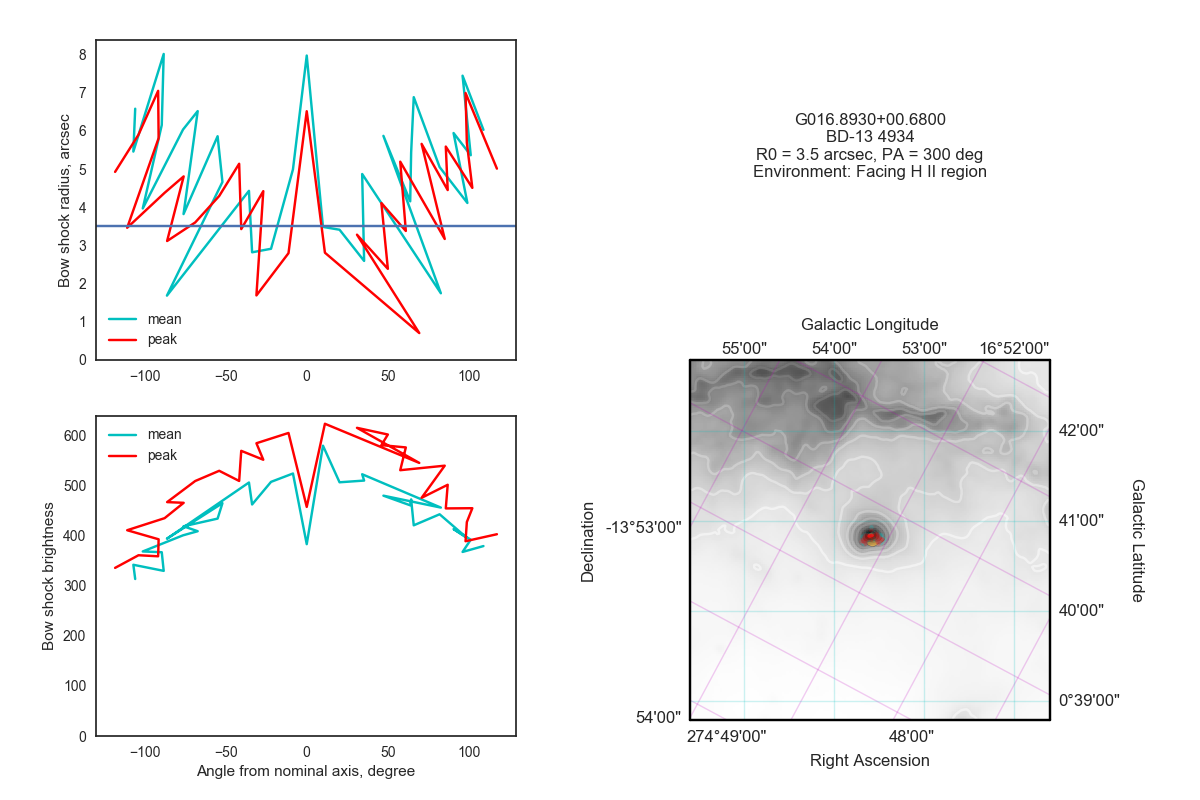 8
7
6
5
4
3
2
1
0
Bow shock radius, arcsec
mean
peak
−100
−50
0
50
100
600
500
400
300
200
100
0
Bow shock brightness
mean
peak
−100
−50
0
50
100
Angle from nominal axis, degree
G016.8930+00.6800
BD-13 4934
R0 = 3.5 arcsec, PA = 300 deg
Environment: Facing H II region
Galactic Longitude
55'00" 54'00" 53'00" 16°52'00"
42'00"
41'00"
40'00"
0°39'00"
Galactic Latitude
Declination
-13°53'00"
54'00"
274°49'00" 48'00"
Right Ascension